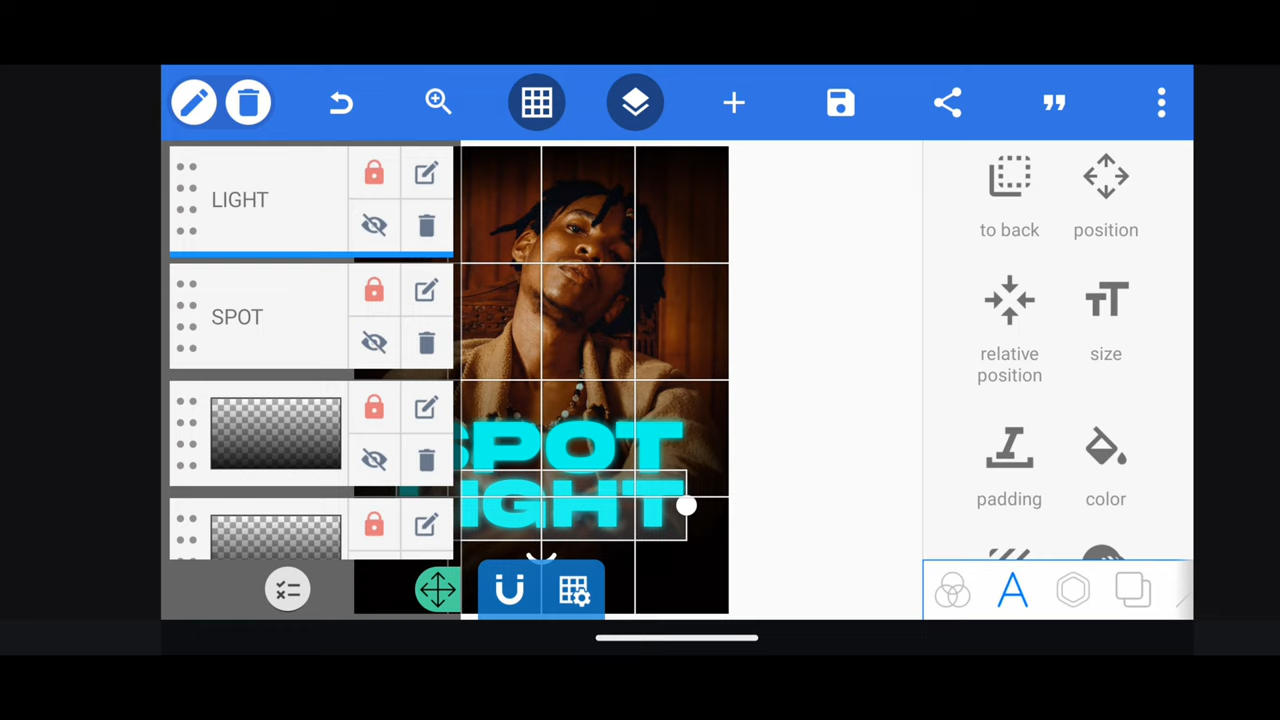 LIGHT
SPOT
SPOT
IGHT
to back
position
relative
position
size
padding
color